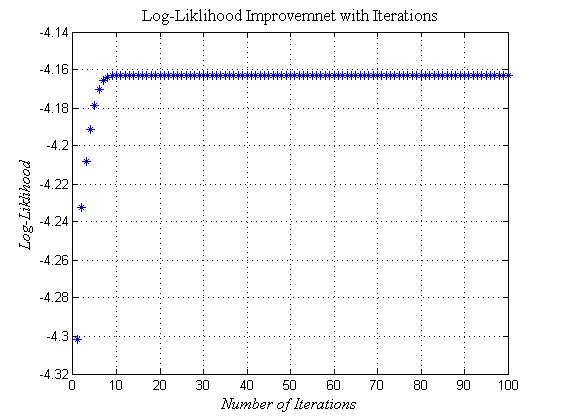 Log-Liklihood Improvemnet with Iterations
-4.14
-4.16
-4.18
-4.2
-4.22
-4.24
-4.26
-4.28
-4.3
-4.32
Log-Liklihood
0 10 20 30 40 50 60 70 80 90 100
Number of Iterations